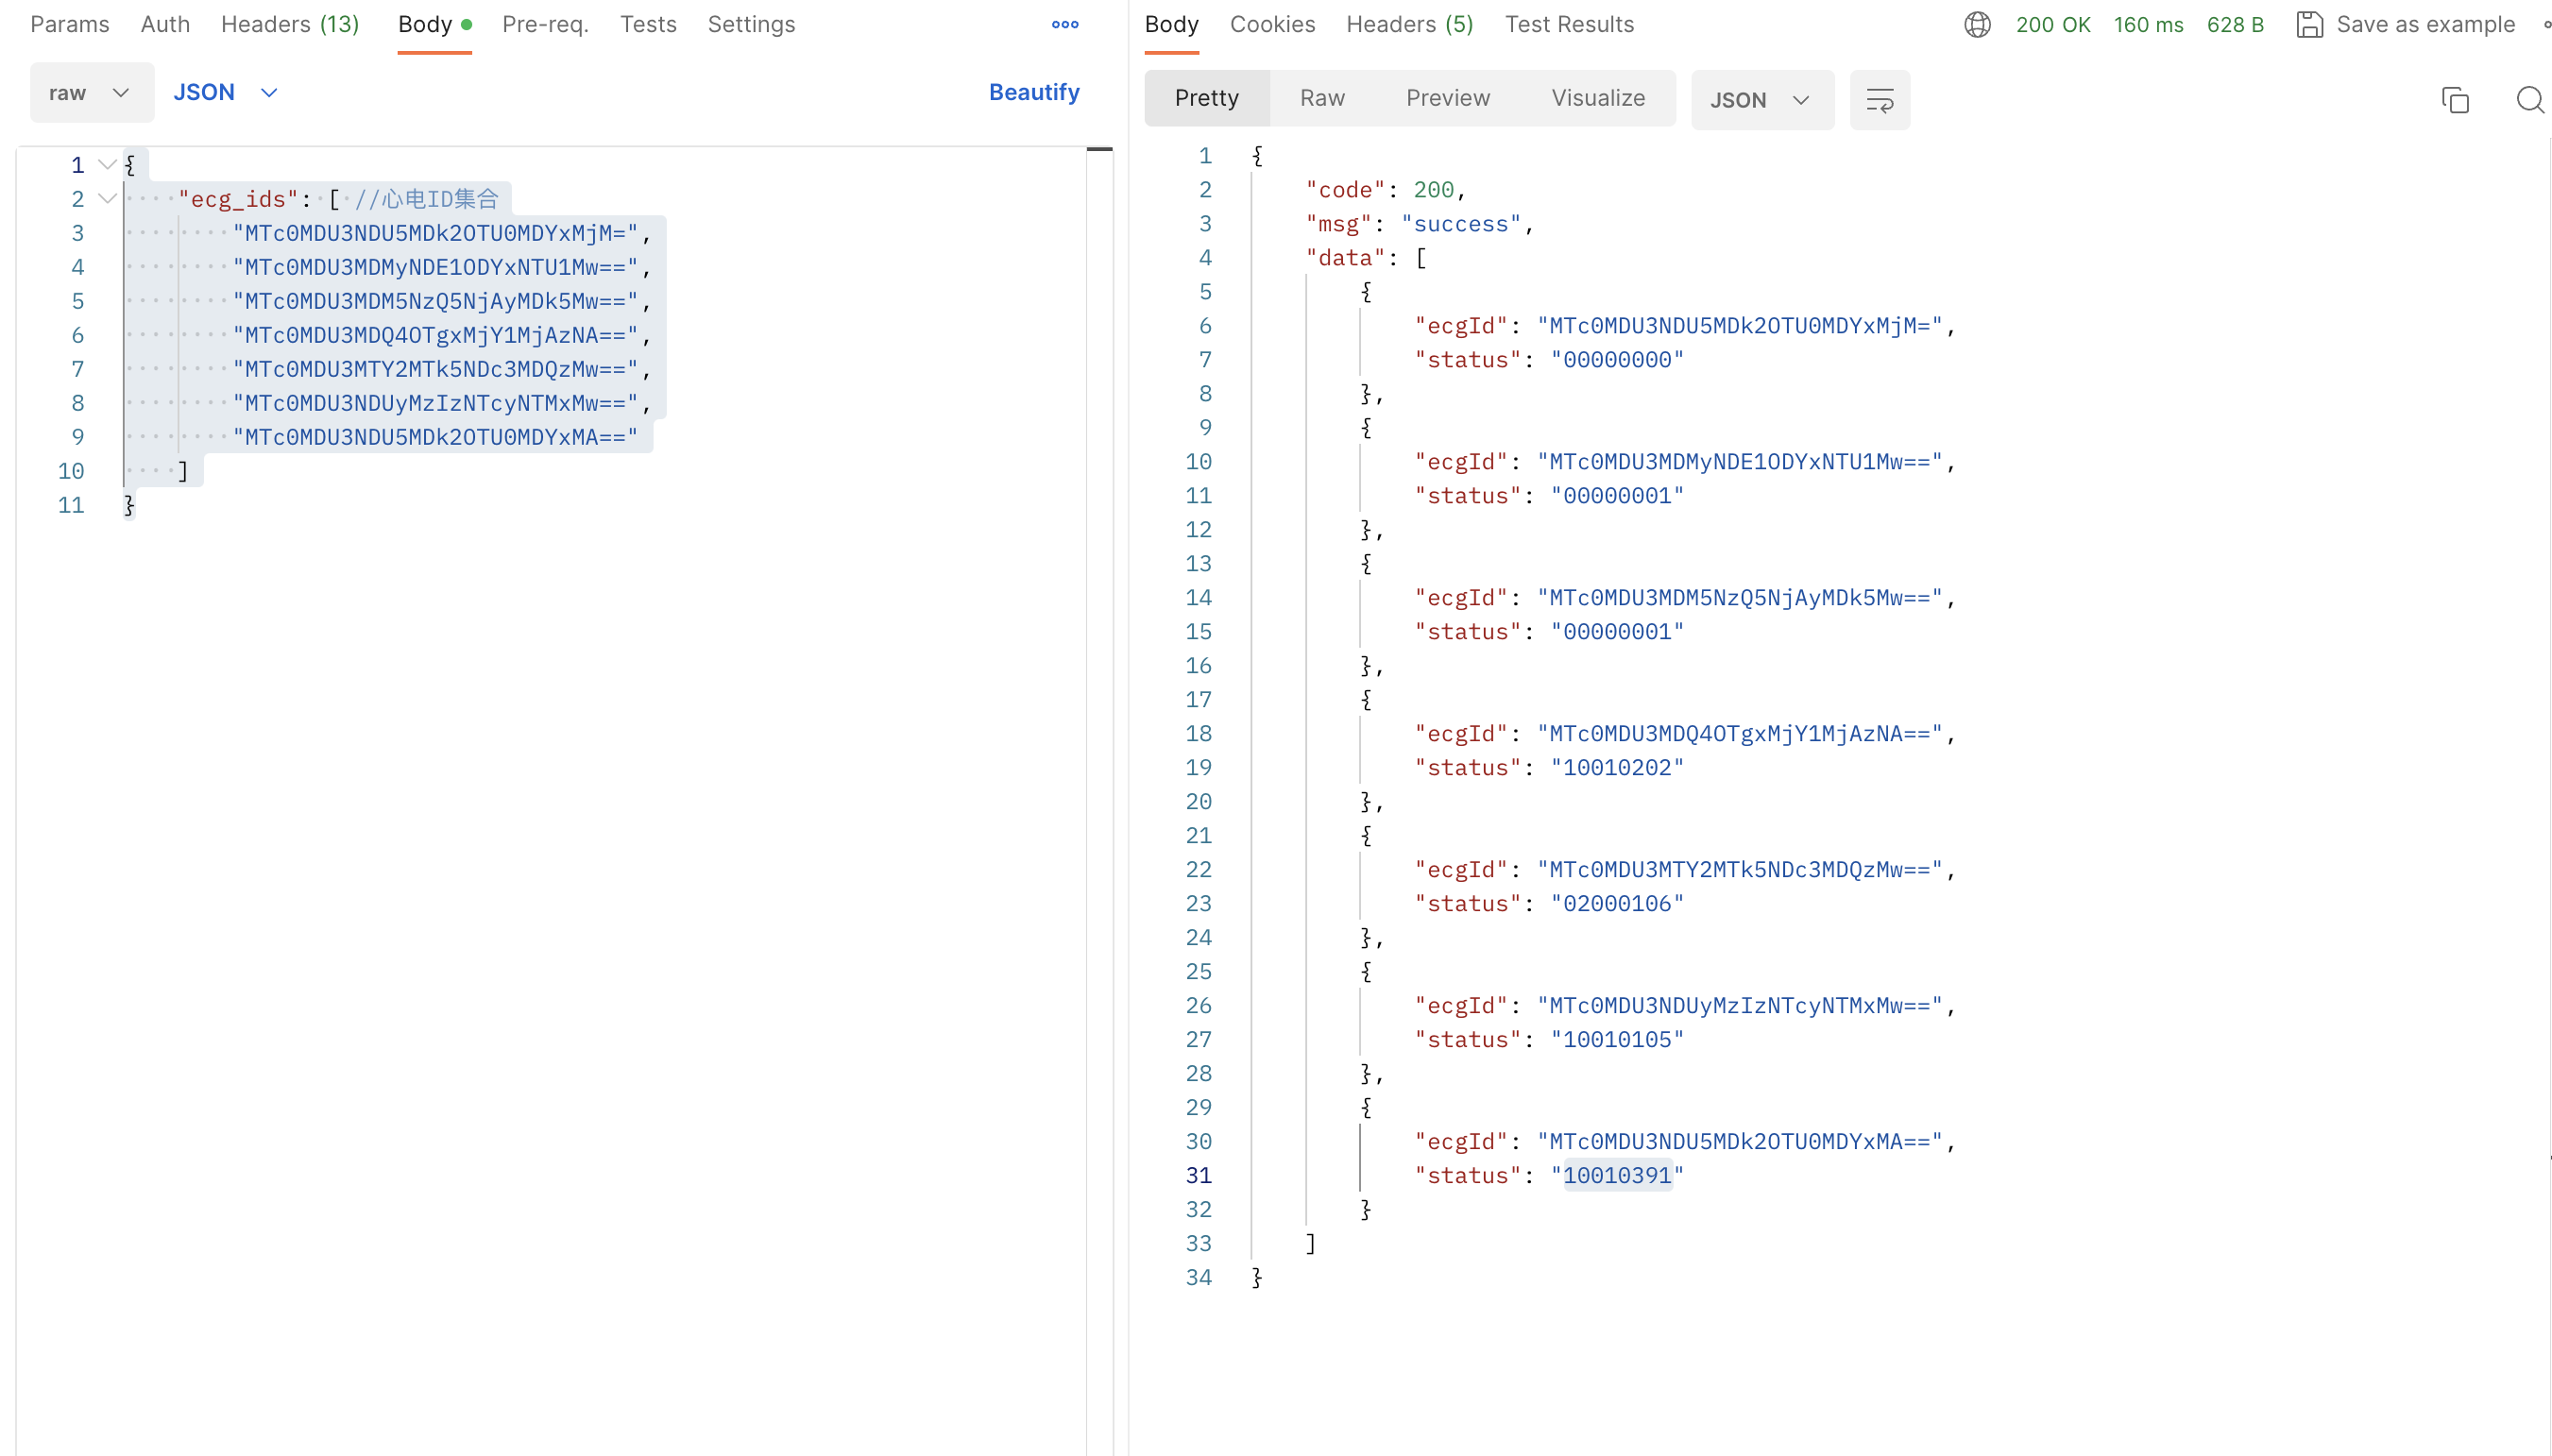 Params Auth Headers (13) Body Pre-req. Tests Settings
raw JSON Beautify
1 {
2 "ecg_ids": [ //心电ID集合
3 "MTc0MDU3NDU5MDk2OTU0MDYxMjM=",
4 "MTc0MDU3MDMyNDE1ODYxNTU1Mw==",
5 "MTc0MDU3MDM5NzQ5NjAyMDk5Mw==",
6 "MTc0MDU3MDQ4OTgxMjY1MjAzNA==",
7 "MTc0MDU3MTY2MTk5NDc3MDQzMw==",
8 "MTc0MDU3NDUyMzIzNTcyNTMxMw==",
9 "MTc0MDU3NDU5MDk2OTU0MDYxMA=="
10 ]
11 }
Body Cookies Headers (5) Test Results 200 OK 160 ms 628 B Save as example
Pretty Raw Preview Visualize JSON
1 {
2 "code": 200,
3 "msg": "success",
4 "data": [
5 {
6 "ecgId": "MTc0MDU3NDU5MDk2OTU0MDYxMjM=",
7 "status": "00000000"
8 },
9 {
10 "ecgId": "MTc0MDU3MDMyNDE1ODYxNTU1Mw==",
11 "status": "00000001"
12 },
13 {
14 "ecgId": "MTc0MDU3MDM5NzQ5NjAyMDk5Mw==",
15 "status": "00000001"
16 },
17 {
18 "ecgId": "MTc0MDU3MDQ4OTgxMjY1MjAzNA==",
19 "status": "10010202"
20 },
21 {
22 "ecgId": "MTc0MDU3MTY2MTk5NDc3MDQzMw==",
23 "status": "02000106"
24 },
25 {
26 "ecgId": "MTc0MDU3NDUyMzIzNTcyNTMxMw==",
27 "status": "10010105"
28 },
29 {
30 "ecgId": "MTc0MDU3NDU5MDk2OTU0MDYxMA==",
31 "status": "10010391"
32 }
33 ]
34 }